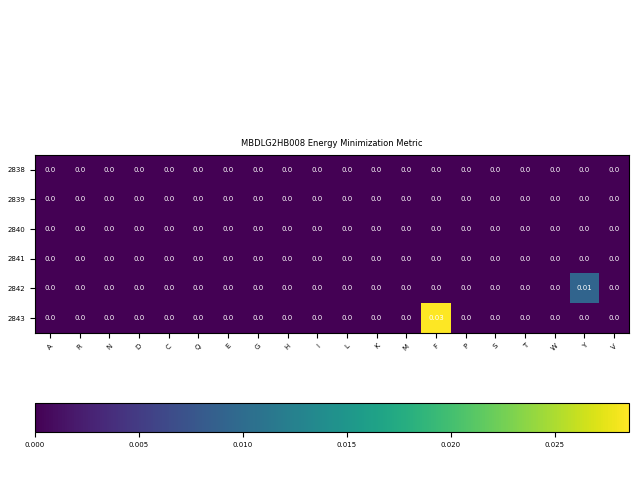 MBDLG2HB008 Energy Minimization Metric
2838 0.0 0.0 0.0 0.0 0.0 0.0 0.0 0.0 0.0 0.0 0.0 0.0 0.0 0.0 0.0 0.0 0.0 0.0 0.0 0.0
2839 0.0 0.0 0.0 0.0 0.0 0.0 0.0 0.0 0.0 0.0 0.0 0.0 0.0 0.0 0.0 0.0 0.0 0.0 0.0 0.0
2840 0.0 0.0 0.0 0.0 0.0 0.0 0.0 0.0 0.0 0.0 0.0 0.0 0.0 0.0 0.0 0.0 0.0 0.0 0.0 0.0
2841 0.0 0.0 0.0 0.0 0.0 0.0 0.0 0.0 0.0 0.0 0.0 0.0 0.0 0.0 0.0 0.0 0.0 0.0 0.0 0.0
2842 0.0 0.0 0.0 0.0 0.0 0.0 0.0 0.0 0.0 0.0 0.0 0.0 0.0 0.0 0.0 0.0 0.0 0.0 0.01 0.0
2843 0.0 0.0 0.0 0.0 0.0 0.0 0.0 0.0 0.0 0.0 0.0 0.0 0.0 0.03 0.0 0.0 0.0 0.0 0.0 0.0
A R N D C Q E G H I L K M F P S T W Y V
0.000 0.005 0.010 0.015 0.020 0.025